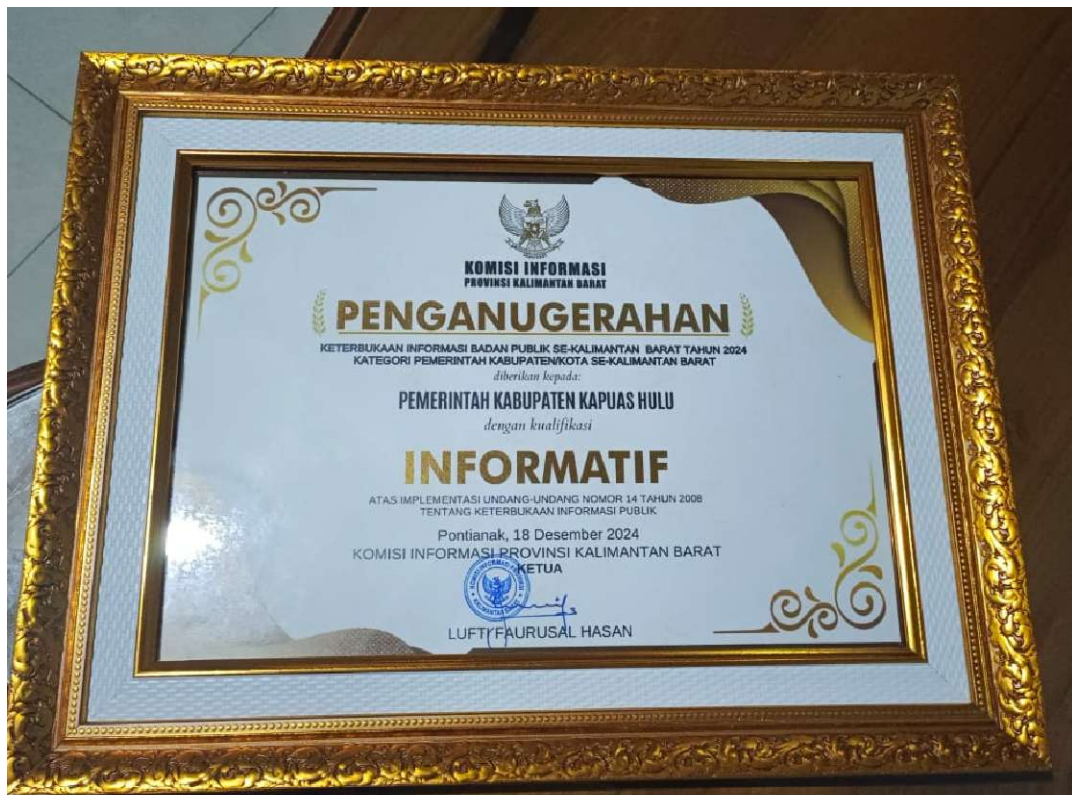 KOMISI INFORMASI
PROVINSI KALIMANTAN BARAT
PENGANUGERAHAN
KETERBUKAAN INFORMASI BADAN PUBLIK SE-KALIMANTAN BARAT TAHUN 2024
KATEGORI PEMERINTAH KABUPATEN/KOTA SE-KALIMANTAN BARAT
diberikan kepada:
PEMERINTAH KABUPATEN KAPUAS HULU
dengan kualifikasi
INFORMATIF
ATAS IMPLEMENTASI UNDANG-UNDANG NOMOR 14 TAHUN 2008
TENTANG KETERBUKAAN INFORMASI PUBLIK
Pontianak, 18 Desember 2024
KOMISI INFORMASI PROVINSI KALIMANTAN BARAT
KETUA
LUFTI FAURUSAL HASAN